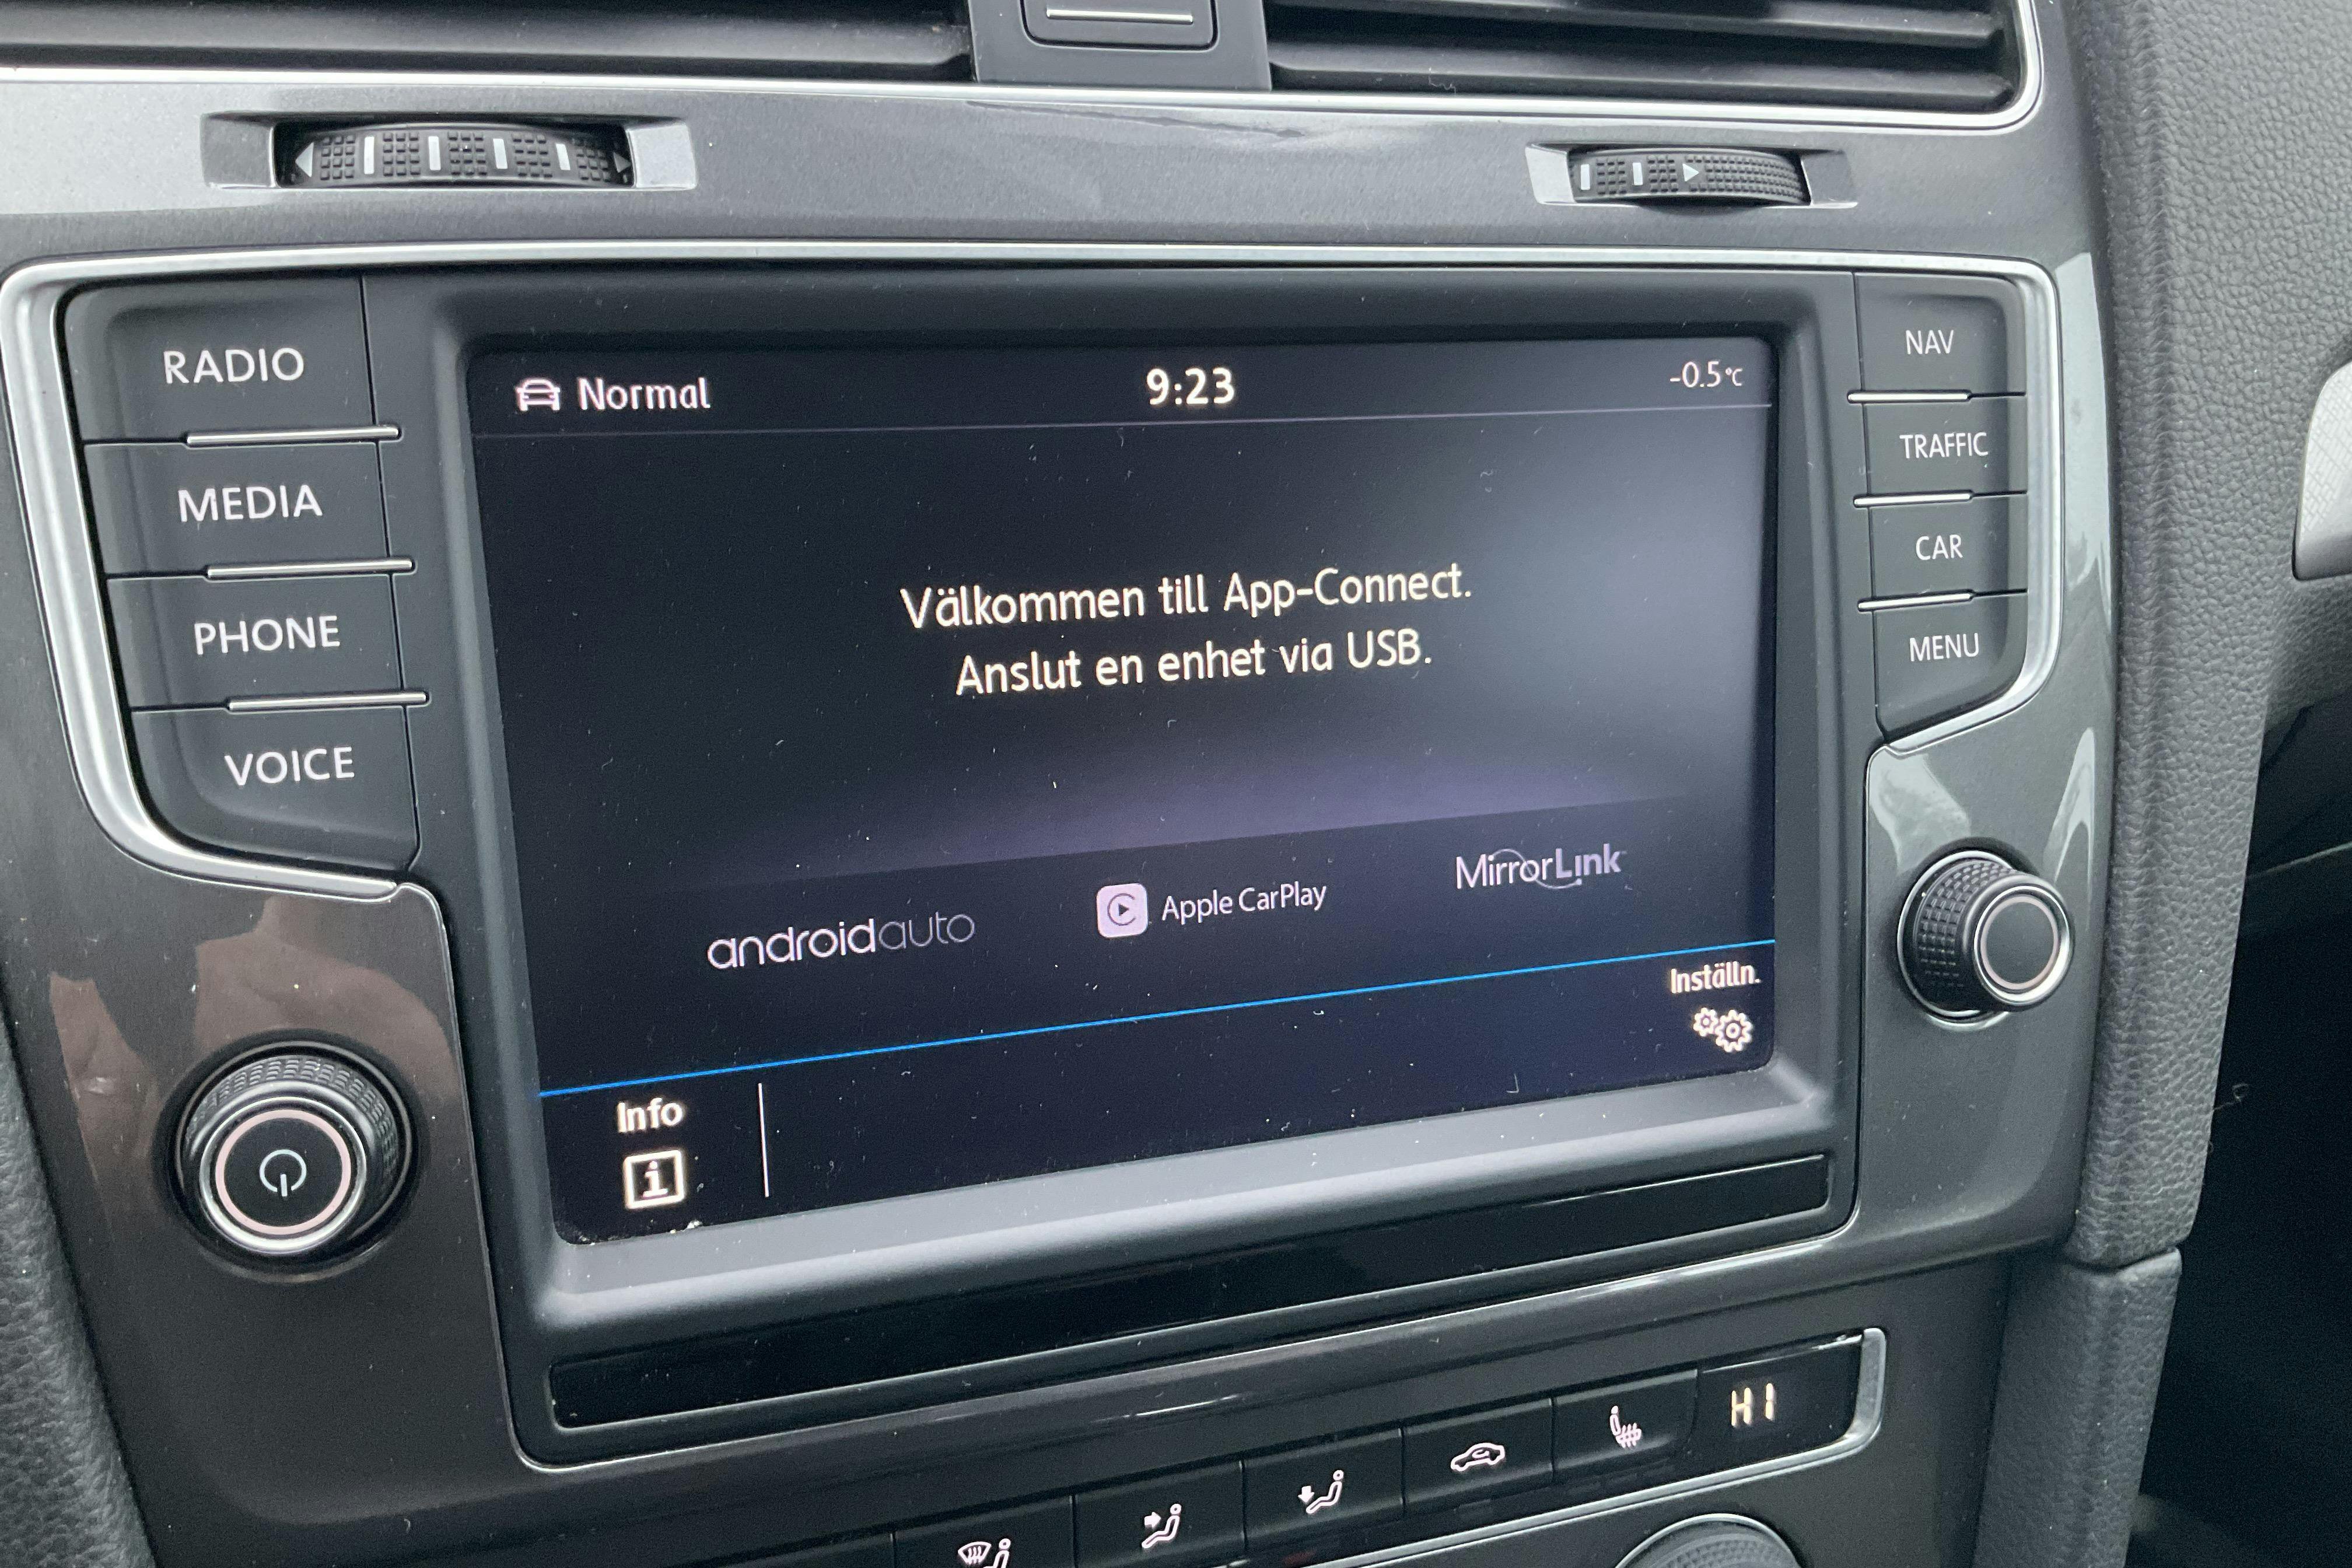 RADIO
MEDIA
PHONE
VOICE
Normal
9:23
-0.5°C
Välkommen till App-Connect.
Anslut en enhet via USB.
androidauto
Apple CarPlay
MirrorLink
Inställn.
Info
NAV
TRAFFIC
CAR
MENU
HI